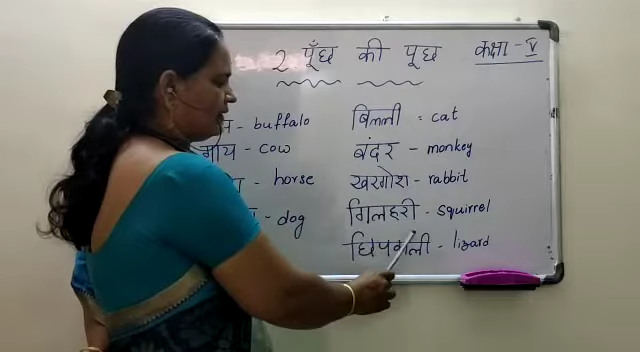 2 पूँछ की पूछ कक्षा - V
- buffalo
गाय - cow
- horse
- dog
बिल्ली - cat
बंदर - monkey
खरगोश - rabbit
गिलहरी - squirrel
छिपकली - lizard